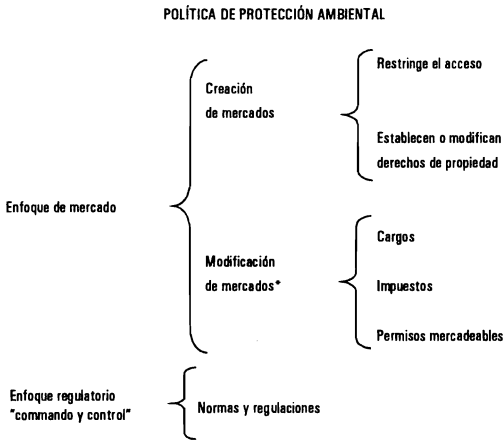 POLÍTICA DE PROTECCIÓN AMBIENTAL
Enfoque de mercado
Creación
de mercados
Restringe el acceso
Establecen o modifican
derechos de propiedad
Modificación
de mercados*
Cargos
Impuestos
Permisos mercadeables
Enfoque regulatorio
"commando y control"
Normas y regulaciones